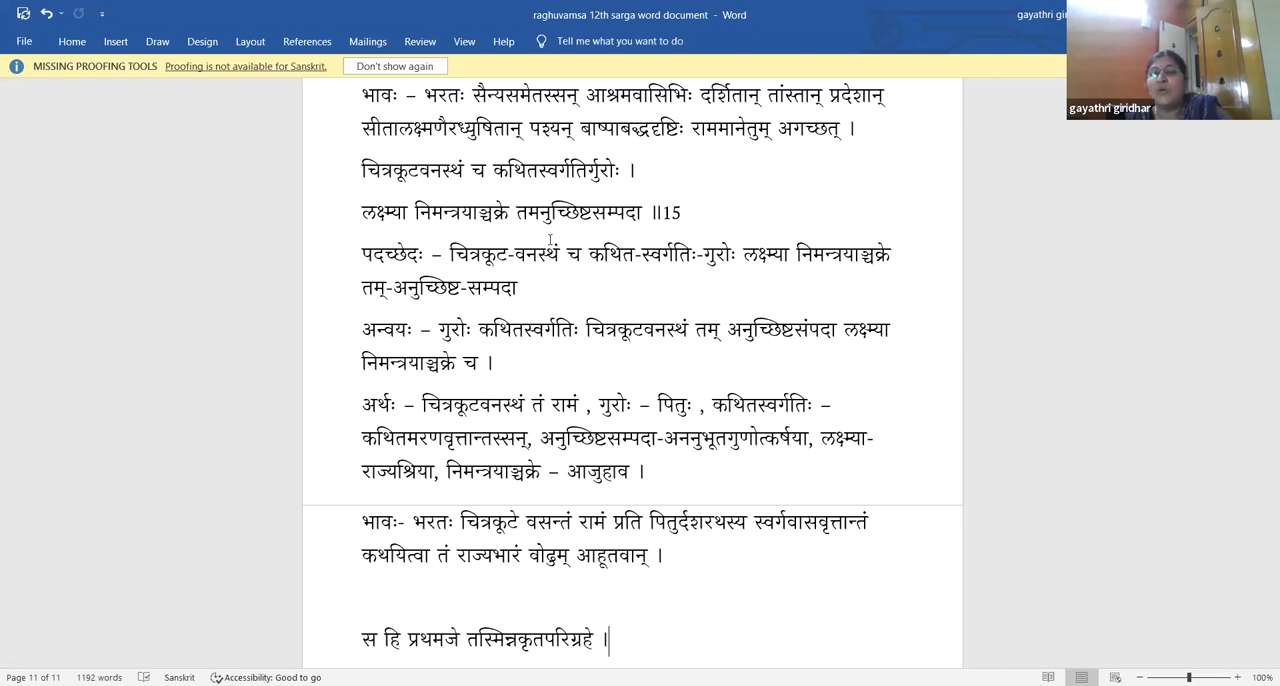 raghuvamsa 12th sarga word document - Word
gayathri gir
File Home Insert Draw Design Layout References Mailings Review View Help Tell me what you want to do
MISSING PROOFING TOOLS Proofing is not available for Sanskrit. Don't show again
gayathri giridhar
भावः – भरतः सैन्यसमेतस्सन् आश्रमवासिभिः दर्शितान् तांस्तान् प्रदेशान्
सीतालक्ष्मणैरध्युषितान् पश्यन् बाष्पाबद्धदृष्टिः राममानेतुम् अगच्छत् ।
चित्रकूटवनस्थं च कथितस्वर्गतिर्गुरोः ।
लक्ष्म्या निमन्त्रयाञ्चक्रे तमनुच्छिष्टसम्पदा ॥15
पदच्छेदः – चित्रकूट-वनस्थं च कथित-स्वर्गतिः-गुरोः लक्ष्म्या निमन्त्रयाञ्चक्रे
तम्-अनुच्छिष्ट-सम्पदा
अन्वयः – गुरोः कथितस्वर्गतिः चित्रकूटवनस्थं तम् अनुच्छिष्टसंपदा लक्ष्म्या
निमन्त्रयाञ्चक्रे च ।
अर्थः – चित्रकूटवनस्थं तं रामं , गुरोः – पितुः , कथितस्वर्गतिः –
कथितमरणवृत्तान्तस्सन्, अनुच्छिष्टसम्पदा-अननुभूतगुणोत्कर्षया, लक्ष्म्या-
राज्यश्रिया, निमन्त्रयाञ्चक्रे – आजुहाव ।
भावः- भरतः चित्रकूटे वसन्तं रामं प्रति पितुर्दशरथस्य स्वर्गवासवृत्तान्तं
कथयित्वा तं राज्यभारं वोढुम् आहूतवान् ।
स हि प्रथमजे तस्मिन्नकृतपरिग्रहे ।
Page 11 of 11 1192 words Sanskrit Accessibility: Good to go 100%